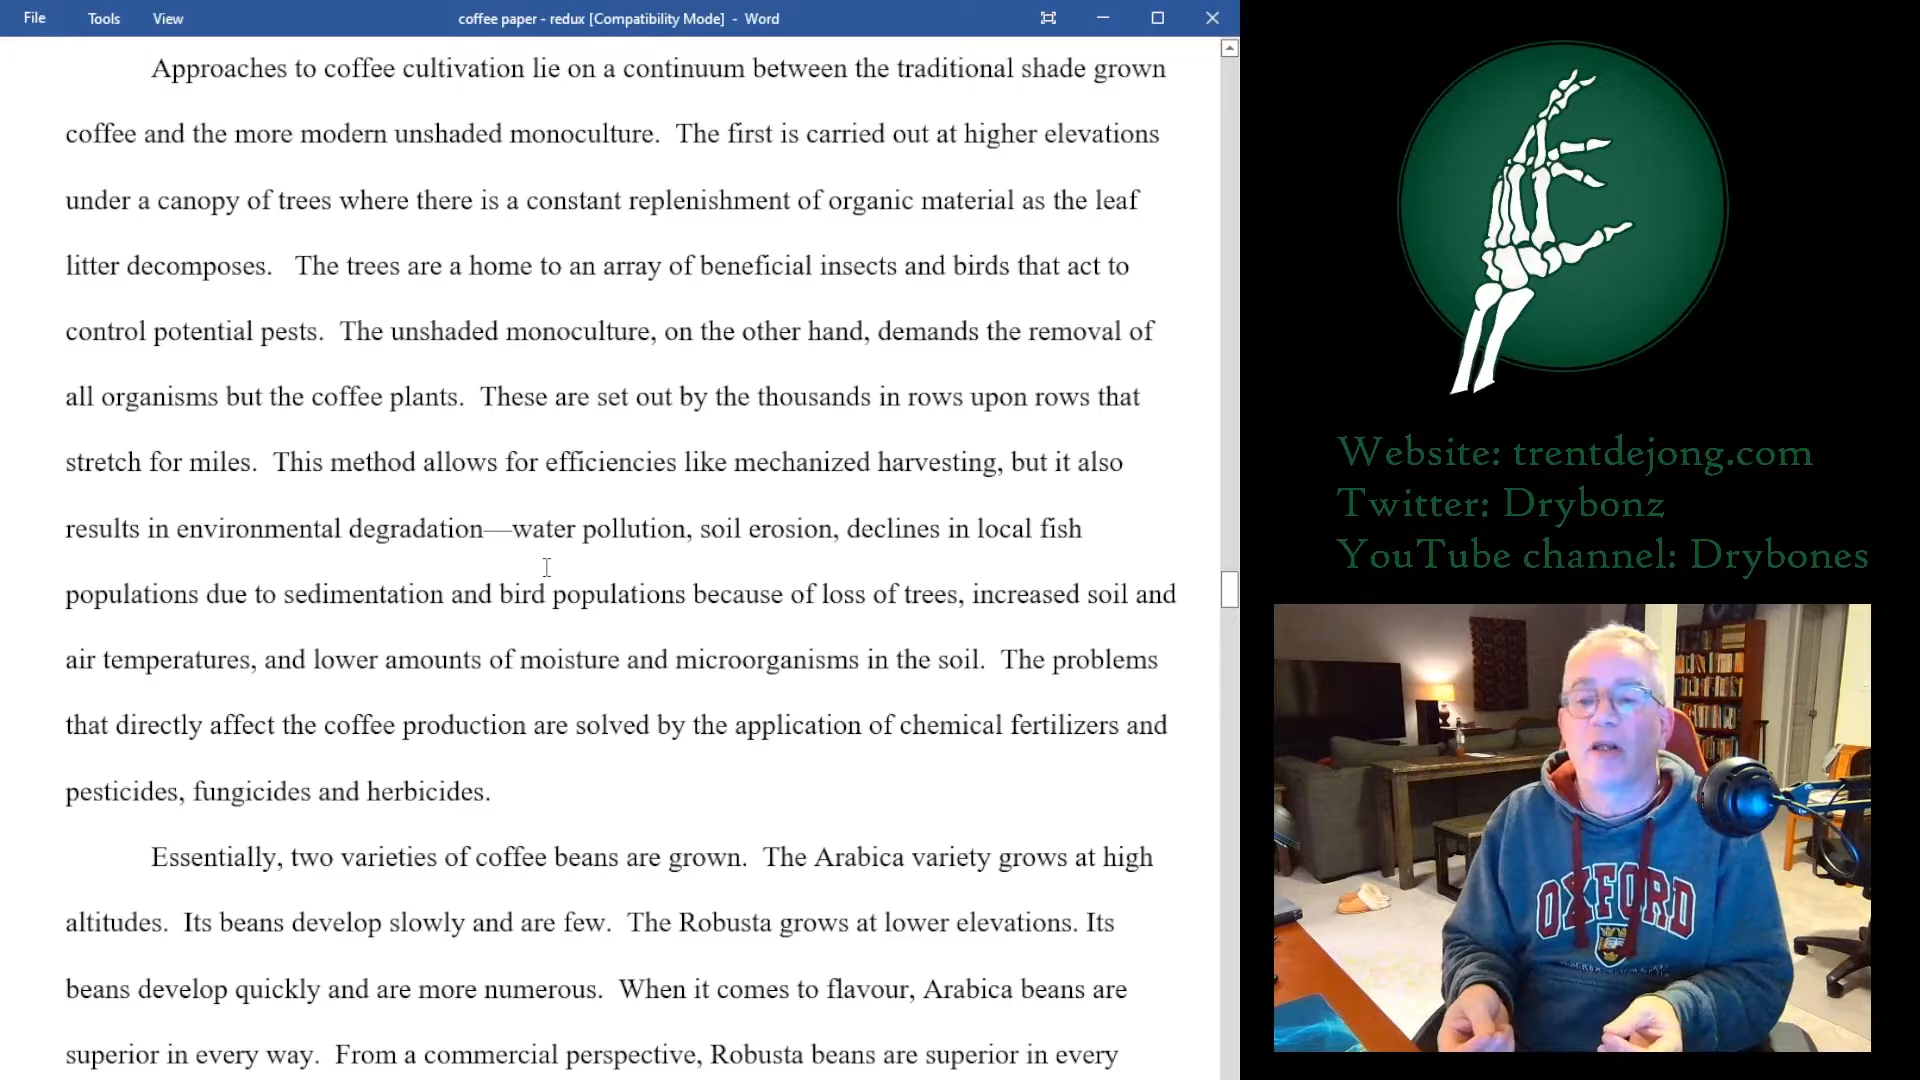 File Tools View coffee paper - redux [Compatibility Mode] - Word
Approaches to coffee cultivation lie on a continuum between the traditional shade grown
coffee and the more modern unshaded monoculture. The first is carried out at higher elevations
under a canopy of trees where there is a constant replenishment of organic material as the leaf
litter decomposes. The trees are a home to an array of beneficial insects and birds that act to
control potential pests. The unshaded monoculture, on the other hand, demands the removal of
all organisms but the coffee plants. These are set out by the thousands in rows upon rows that
stretch for miles. This method allows for efficiencies like mechanized harvesting, but it also
results in environmental degradation—water pollution, soil erosion, declines in local fish
populations due to sedimentation and bird populations because of loss of trees, increased soil and
air temperatures, and lower amounts of moisture and microorganisms in the soil. The problems
that directly affect the coffee production are solved by the application of chemical fertilizers and
pesticides, fungicides and herbicides.
Essentially, two varieties of coffee beans are grown. The Arabica variety grows at high
altitudes. Its beans develop slowly and are few. The Robusta grows at lower elevations. Its
beans develop quickly and are more numerous. When it comes to flavour, Arabica beans are
superior in every way. From a commercial perspective, Robusta beans are superior in every
Website: trentdejong.com
Twitter: Drybonz
YouTube channel: Drybones
OXFORD